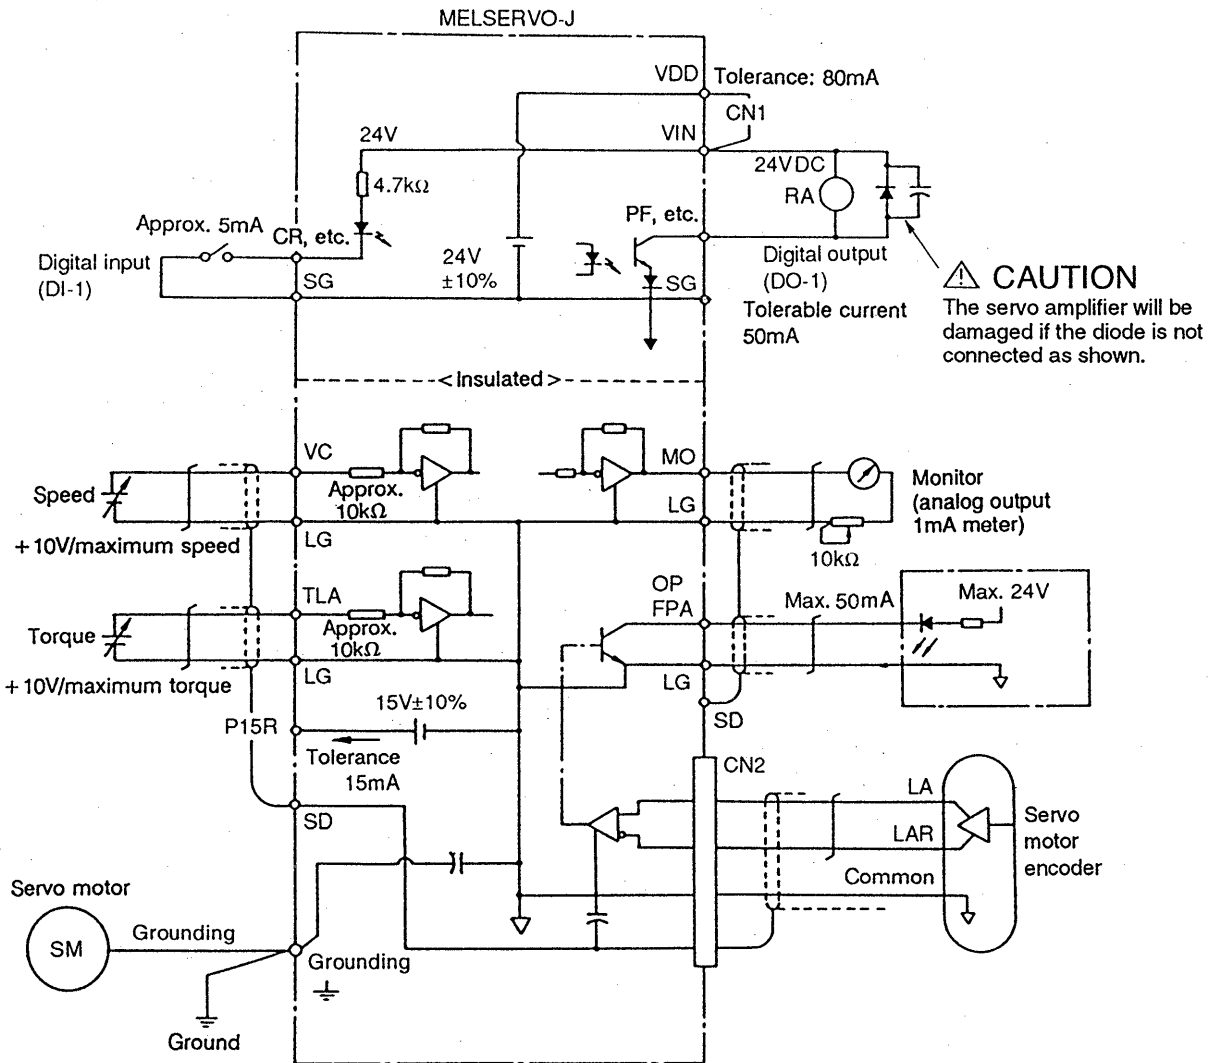 MELSERVO-J
VDD
Tolerance: 80mA
CN1
24V
VIN
4.7kΩ
24V DC
RA
Approx. 5mA
CR, etc.
PF, etc.
Digital input
(DI-1)
SG
24V
±10%
SG
Digital output
(DO-1)
Tolerable current
50mA
CAUTION
The servo amplifier will be
damaged if the diode is not
connected as shown.
< Insulated >
VC
MO
Speed
Approx.
10kΩ
LG
LG
Monitor
(analog output
1mA meter)
+10V/maximum speed
10kΩ
TLA
OP
FPA
Max. 50mA
Max. 24V
Torque
Approx.
10kΩ
LG
LG
+10V/maximum torque
15V±10%
P15R
SD
Tolerance
15mA
CN2
SD
LA
LAR
Servo
motor
encoder
Common
Servo motor
SM
Grounding
Grounding
Ground